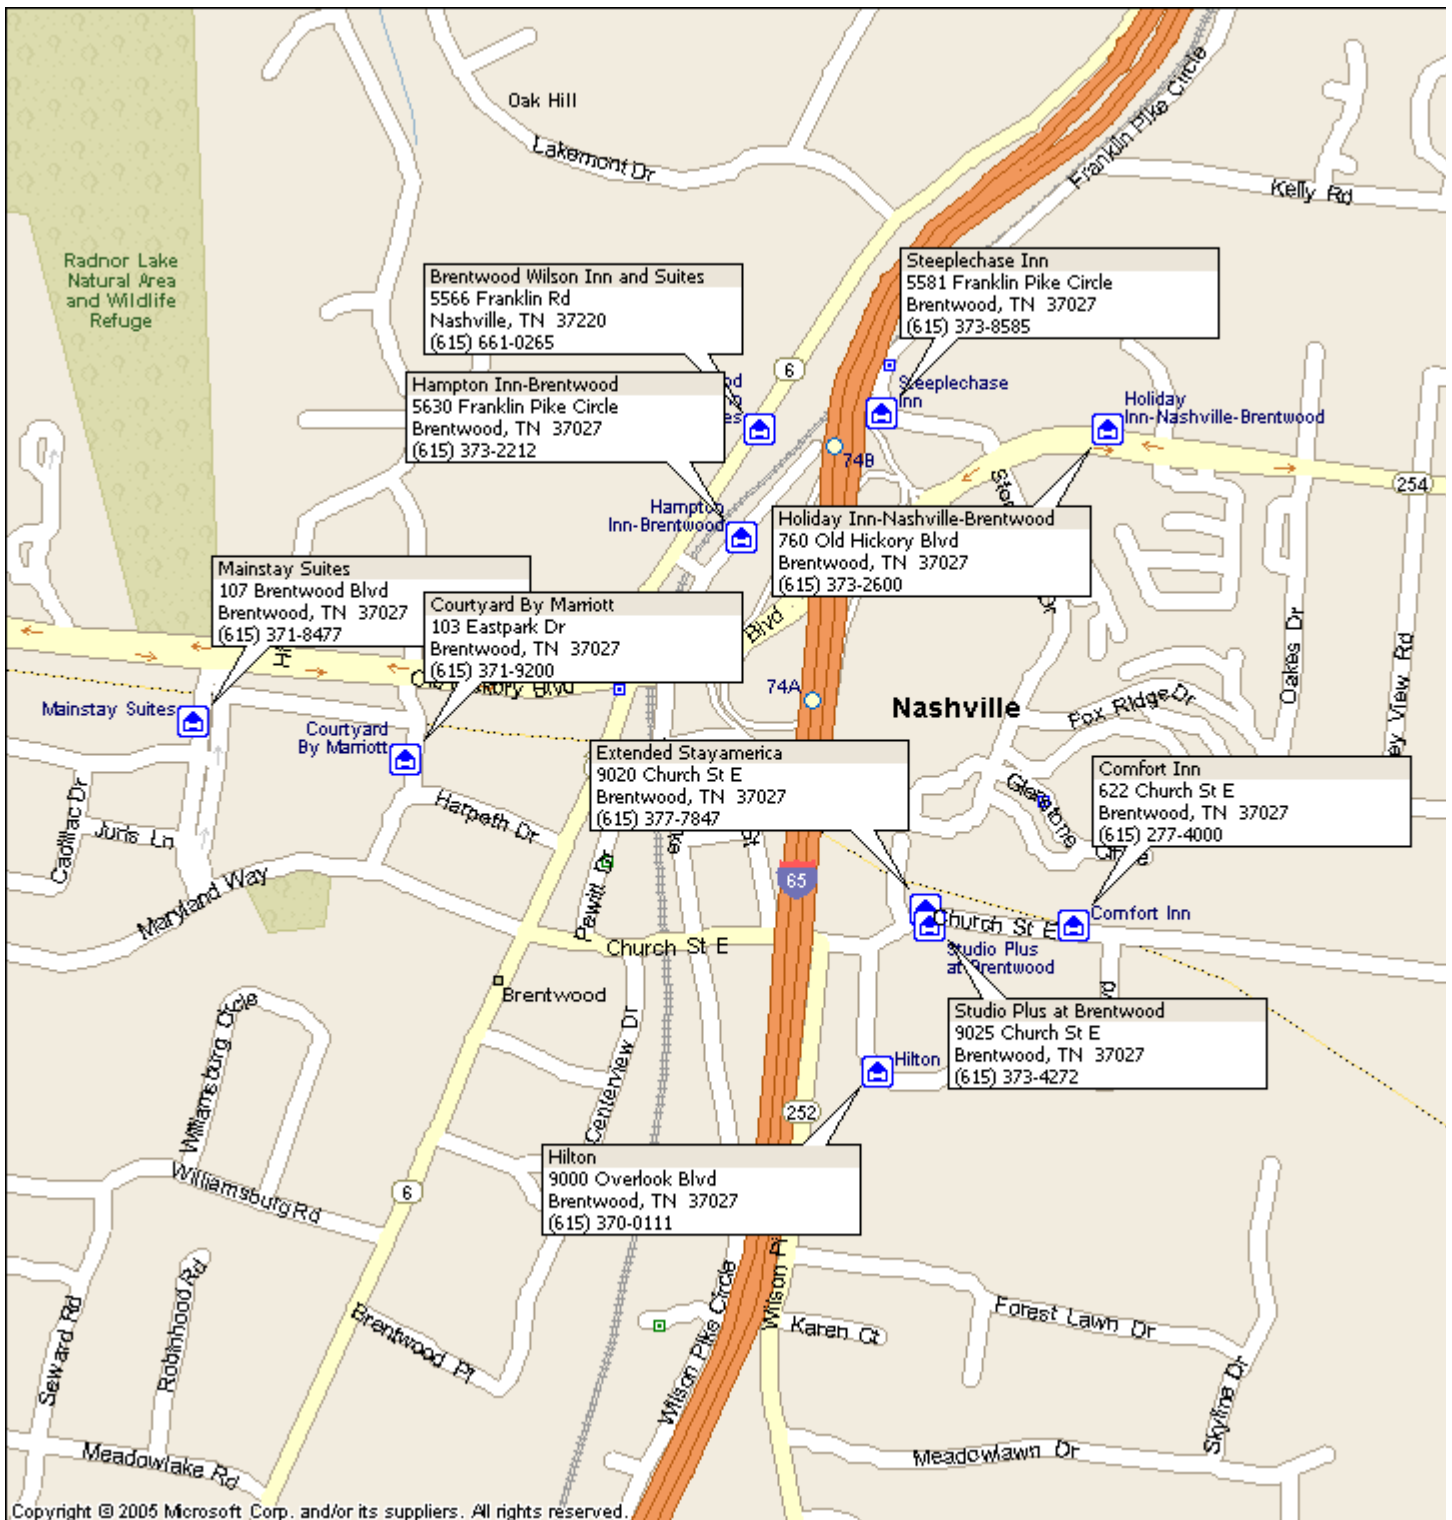 Oak Hill
Lakemont Dr
Franklin Pike Circle
Kelly Rd
Radnor Lake
Natural Area
and Wildlife
Refuge
Brentwood Wilson Inn and Suites
5566 Franklin Rd
Nashville, TN 37220
(615) 661-0265
Steeplechase Inn
5581 Franklin Pike Circle
Brentwood, TN 37027
(615) 373-8585
6
Hampton Inn-Brentwood
5630 Franklin Pike Circle
Brentwood, TN 37027
(615) 373-2212
Steeplechase
Inn
Holiday
Inn-Nashville-Brentwood
74B
254
Hampton
Inn-Brentwood
Holiday Inn-Nashville-Brentwood
760 Old Hickory Blvd
Brentwood, TN 37027
(615) 373-2600
Mainstay Suites
107 Brentwood Blvd
Brentwood, TN 37027
(615) 371-8477
Courtyard By Marriott
103 Eastpark Dr
Brentwood, TN 37027
(615) 371-9200
Blvd
Dr
Oakes Dr
ey View Rd
Blvd
74A
Nashville
Fox Ridge Dr
Mainstay Suites
Courtyard
By Marriott
Extended Stayamerica
9020 Church St E
Brentwood, TN 37027
(615) 377-7847
Comfort Inn
622 Church St E
Brentwood, TN 37027
(615) 277-4000
Cadillac Dr
Juris Ln
Harpeth Dr
Ct
65
Maryland Way
Pewitt Dr
Church St E
Church St E
Comfort Inn
Studio Plus
at Brentwood
Brentwood
Studio Plus at Brentwood
9025 Church St E
Brentwood, TN 37027
(615) 373-4272
Hilton
Williamsburg Circle
Centerview Dr
252
Hilton
9000 Overlook Blvd
Brentwood, TN 37027
(615) 370-0111
Williamsburg Rd
6
Seward Rd
Robinhood Rd
Brentwood Pl
Wilson Pike Circle
Wilson Pi
Karen Ct
Forest Lawn Dr
Skyline Dr
Meadowlake Rd
Meadowlawn Dr
Copyright © 2005 Microsoft Corp. and/or its suppliers. All rights reserved.